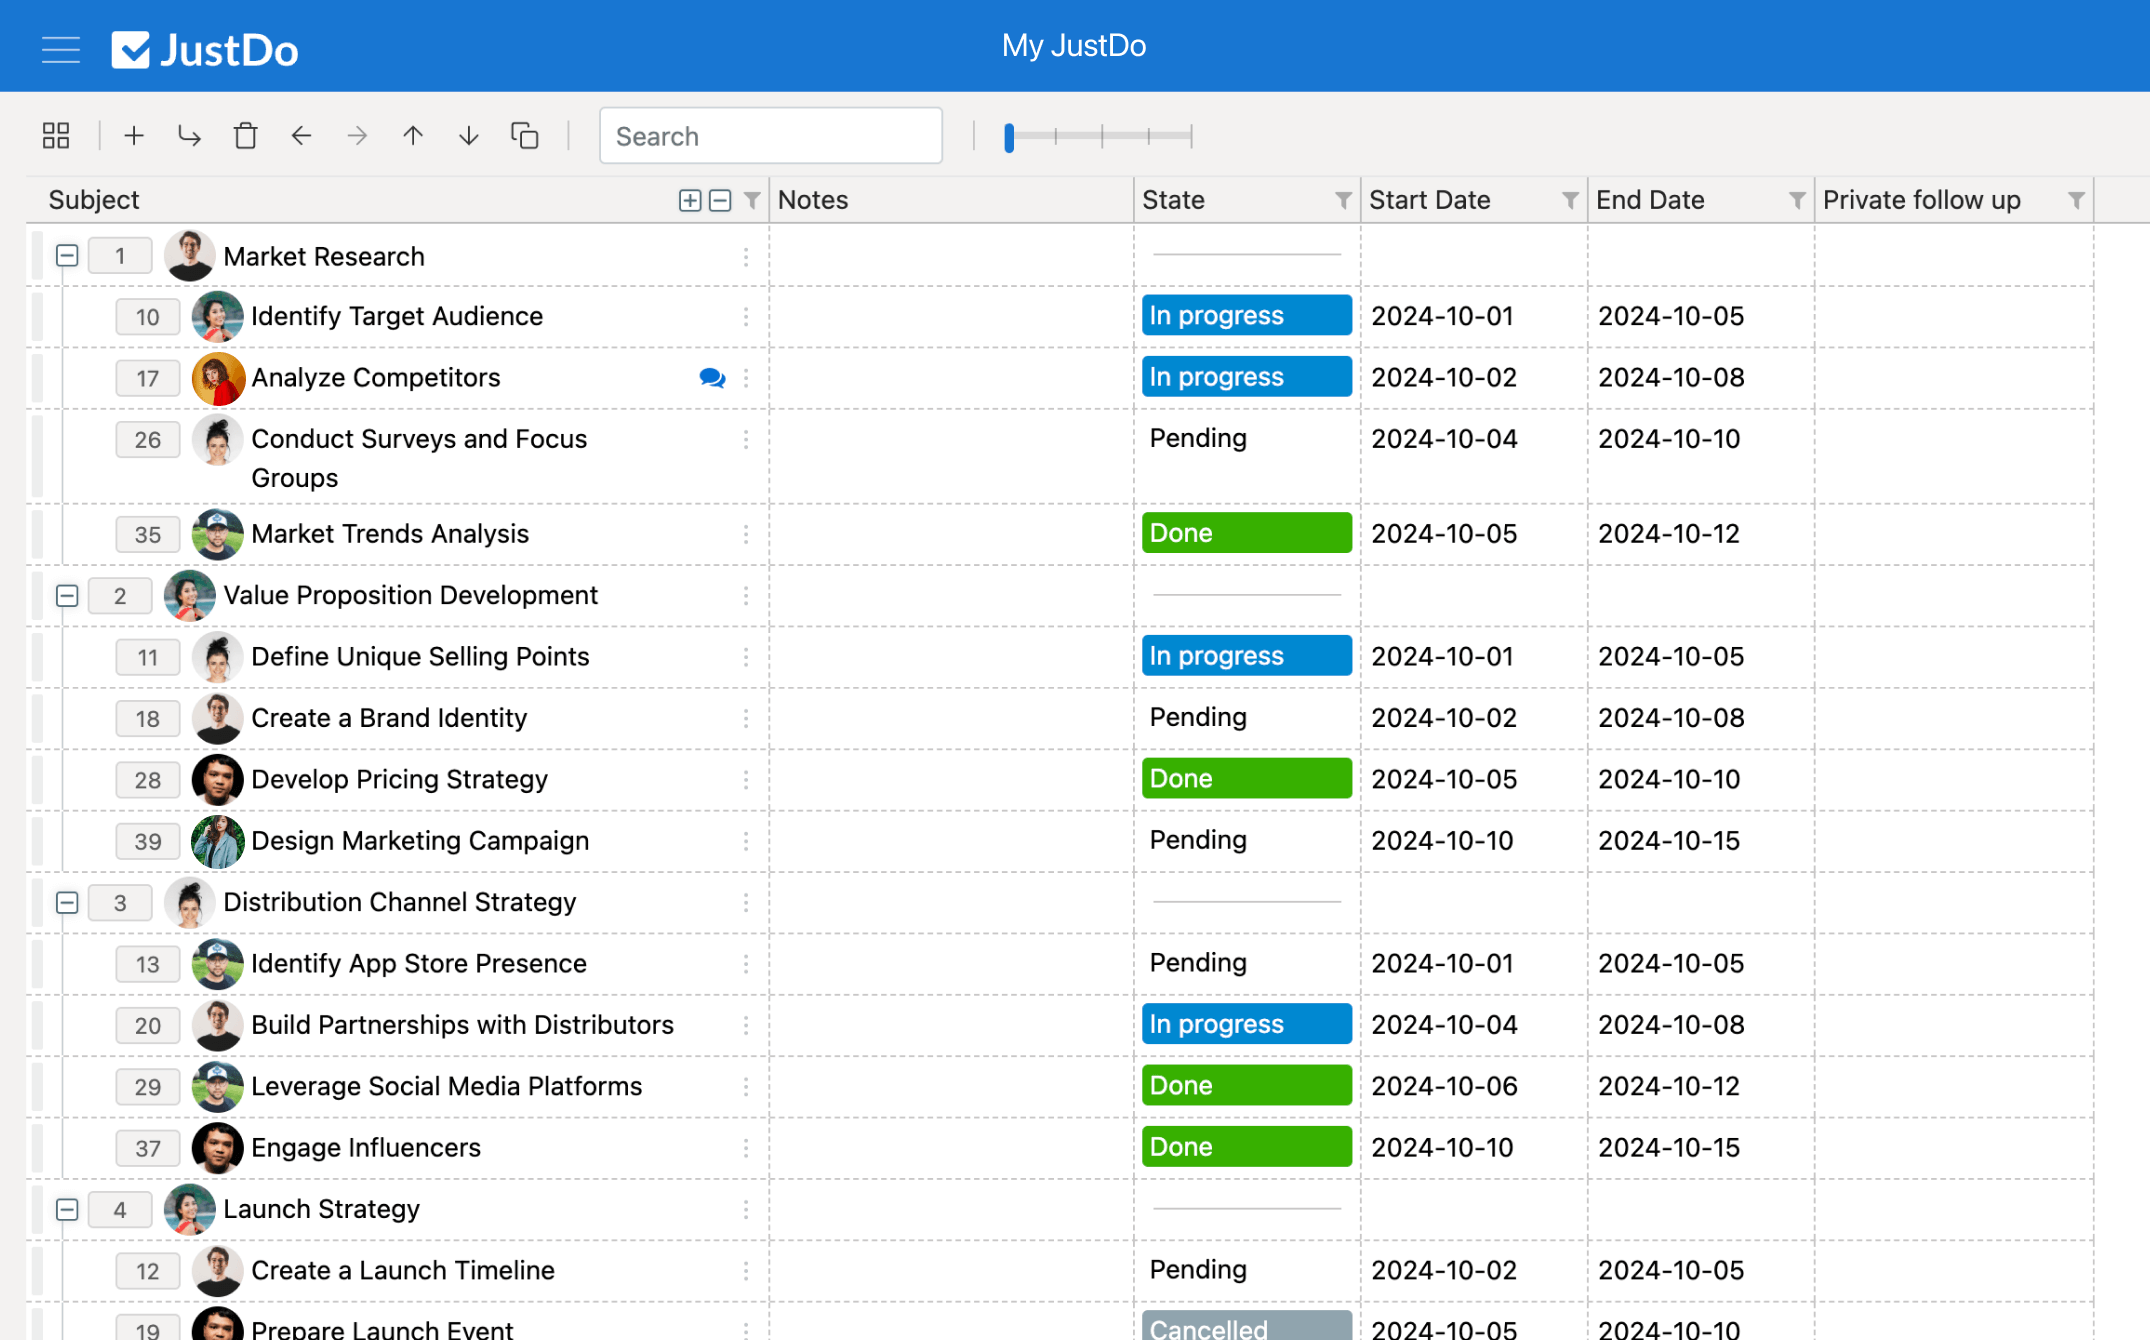 JustDo
My JustDo
Search
Subject Notes State Start Date End Date Private follow up
1 Market Research
10 Identify Target Audience In progress 2024-10-01 2024-10-05
17 Analyze Competitors In progress 2024-10-02 2024-10-08
26 Conduct Surveys and Focus Pending 2024-10-04 2024-10-10
Groups
35 Market Trends Analysis Done 2024-10-05 2024-10-12
2 Value Proposition Development
11 Define Unique Selling Points In progress 2024-10-01 2024-10-05
18 Create a Brand Identity Pending 2024-10-02 2024-10-08
28 Develop Pricing Strategy Done 2024-10-05 2024-10-10
39 Design Marketing Campaign Pending 2024-10-10 2024-10-15
3 Distribution Channel Strategy
13 Identify App Store Presence Pending 2024-10-01 2024-10-05
20 Build Partnerships with Distributors In progress 2024-10-04 2024-10-08
29 Leverage Social Media Platforms Done 2024-10-06 2024-10-12
37 Engage Influencers Done 2024-10-10 2024-10-15
4 Launch Strategy
12 Create a Launch Timeline Pending 2024-10-02 2024-10-05
19 Prepare Launch Event Cancelled 2024-10-05 2024-10-10